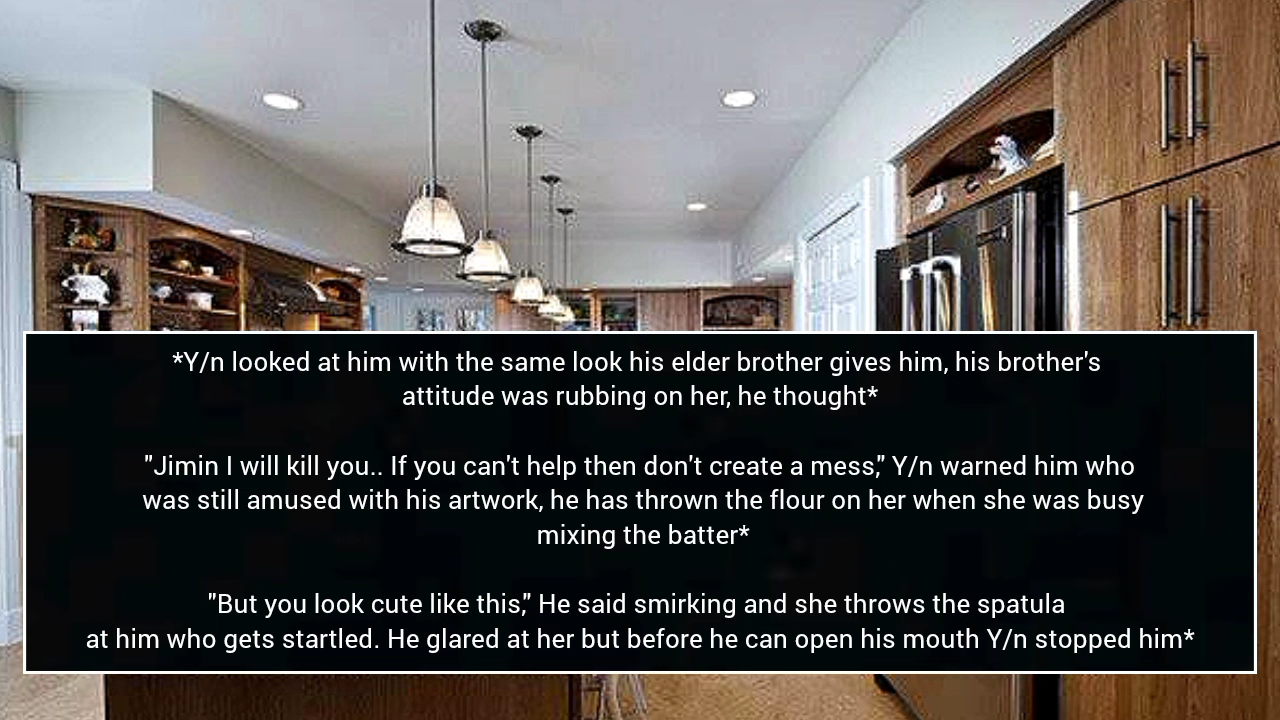 *Y/n looked at him with the same look his elder brother gives him, his brother's
attitude was rubbing on her, he thought*
"Jimin I will kill you.. If you can't help then don't create a mess," Y/n warned him who
was still amused with his artwork, he has thrown the flour on her when she was busy
mixing the batter*
"But you look cute like this," He said smirking and she throws the spatula
at him who gets startled. He glared at her but before he can open his mouth Y/n stopped him*